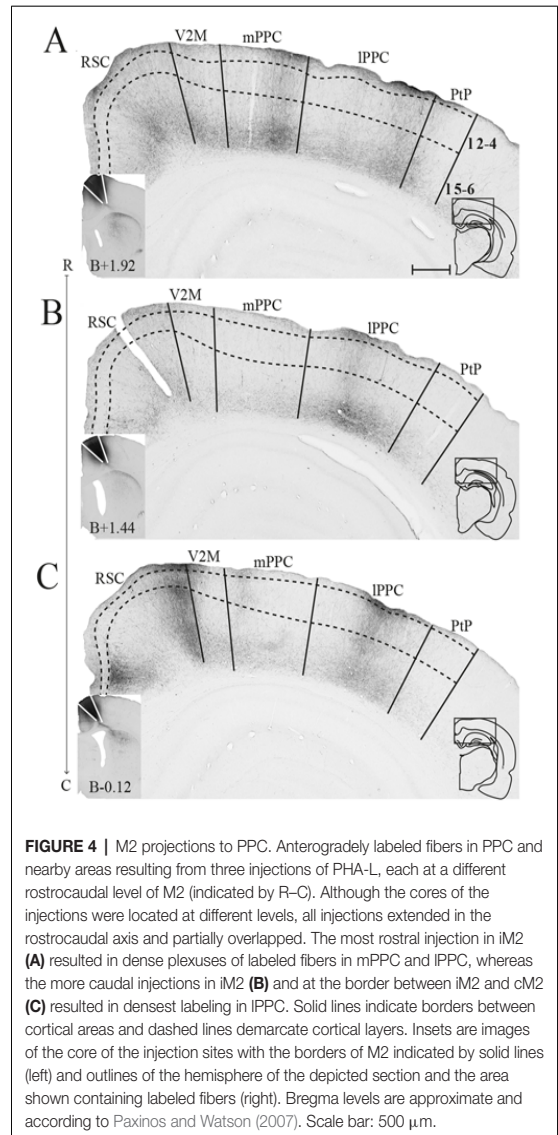 A
V2M
mPPC
RSC
lPPC
PtP
12-4
15-6
B+1.92
R
B
V2M
mPPC
RSC
lPPC
PtP
B+1.44
C
V2M
mPPC
RSC
lPPC
PtP
B-0.12
C
FIGURE 4 | M2 projections to PPC. Anterogradely labeled fibers in PPC and
nearby areas resulting from three injections of PHA-L, each at a different
rostrocaudal level of M2 (indicated by R–C). Although the cores of the
injections were located at different levels, all injections extended in the
rostrocaudal axis and partially overlapped. The most rostral injection in iM2
(A) resulted in dense plexuses of labeled fibers in mPPC and lPPC, whereas
the more caudal injections in iM2 (B) and at the border between iM2 and cM2
(C) resulted in densest labeling in lPPC. Solid lines indicate borders between
cortical areas and dashed lines demarcate cortical layers. Insets are images
of the core of the injection sites with the borders of M2 indicated by solid lines
(left) and outlines of the hemisphere of the depicted section and the area
shown containing labeled fibers (right). Bregma levels are approximate and
according to Paxinos and Watson (2007). Scale bar: 500 μm.